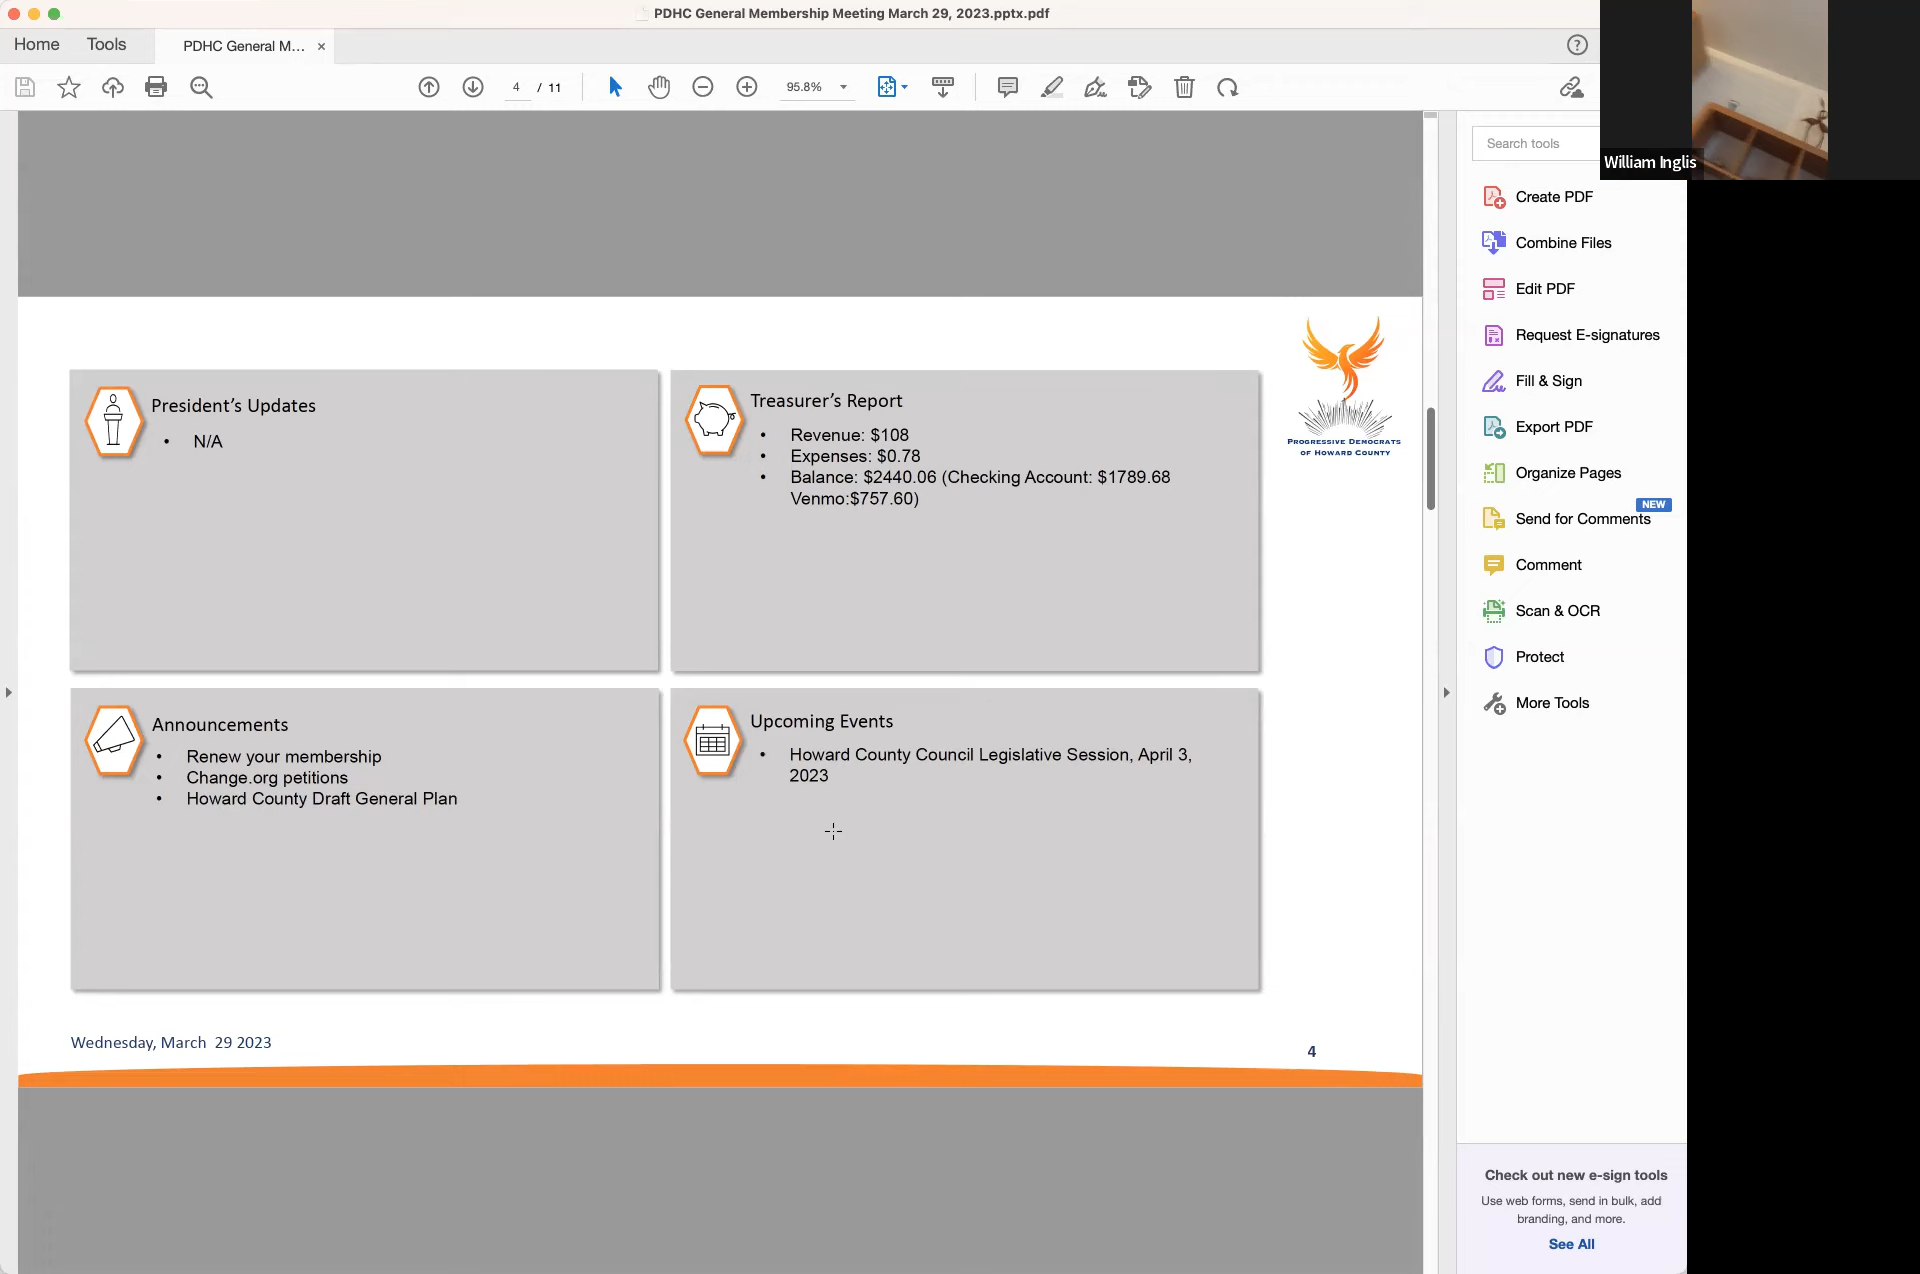 PDHC General Membership Meeting March 29, 2023.pptx.pdf
Home
Tools
PDHC General M... ×
?
4 / 11
95.8%
Search tools
William Inglis
Create PDF
Combine Files
Edit PDF
Request E-signatures
Fill & Sign
Export PDF
Organize Pages
NEW
Send for Comments
Comment
Scan & OCR
Protect
More Tools
Check out new e-sign tools
Use web forms, send in bulk, add
branding, and more.
See All
PROGRESSIVE DEMOCRATS
OF HOWARD COUNTY
President's Updates
• N/A
Treasurer's Report
• Revenue: $108
• Expenses: $0.78
• Balance: $2440.06 (Checking Account: $1789.68
Venmo:$757.60)
Announcements
• Renew your membership
• Change.org petitions
• Howard County Draft General Plan
Upcoming Events
• Howard County Council Legislative Session, April 3,
2023
Wednesday, March  29 2023
4